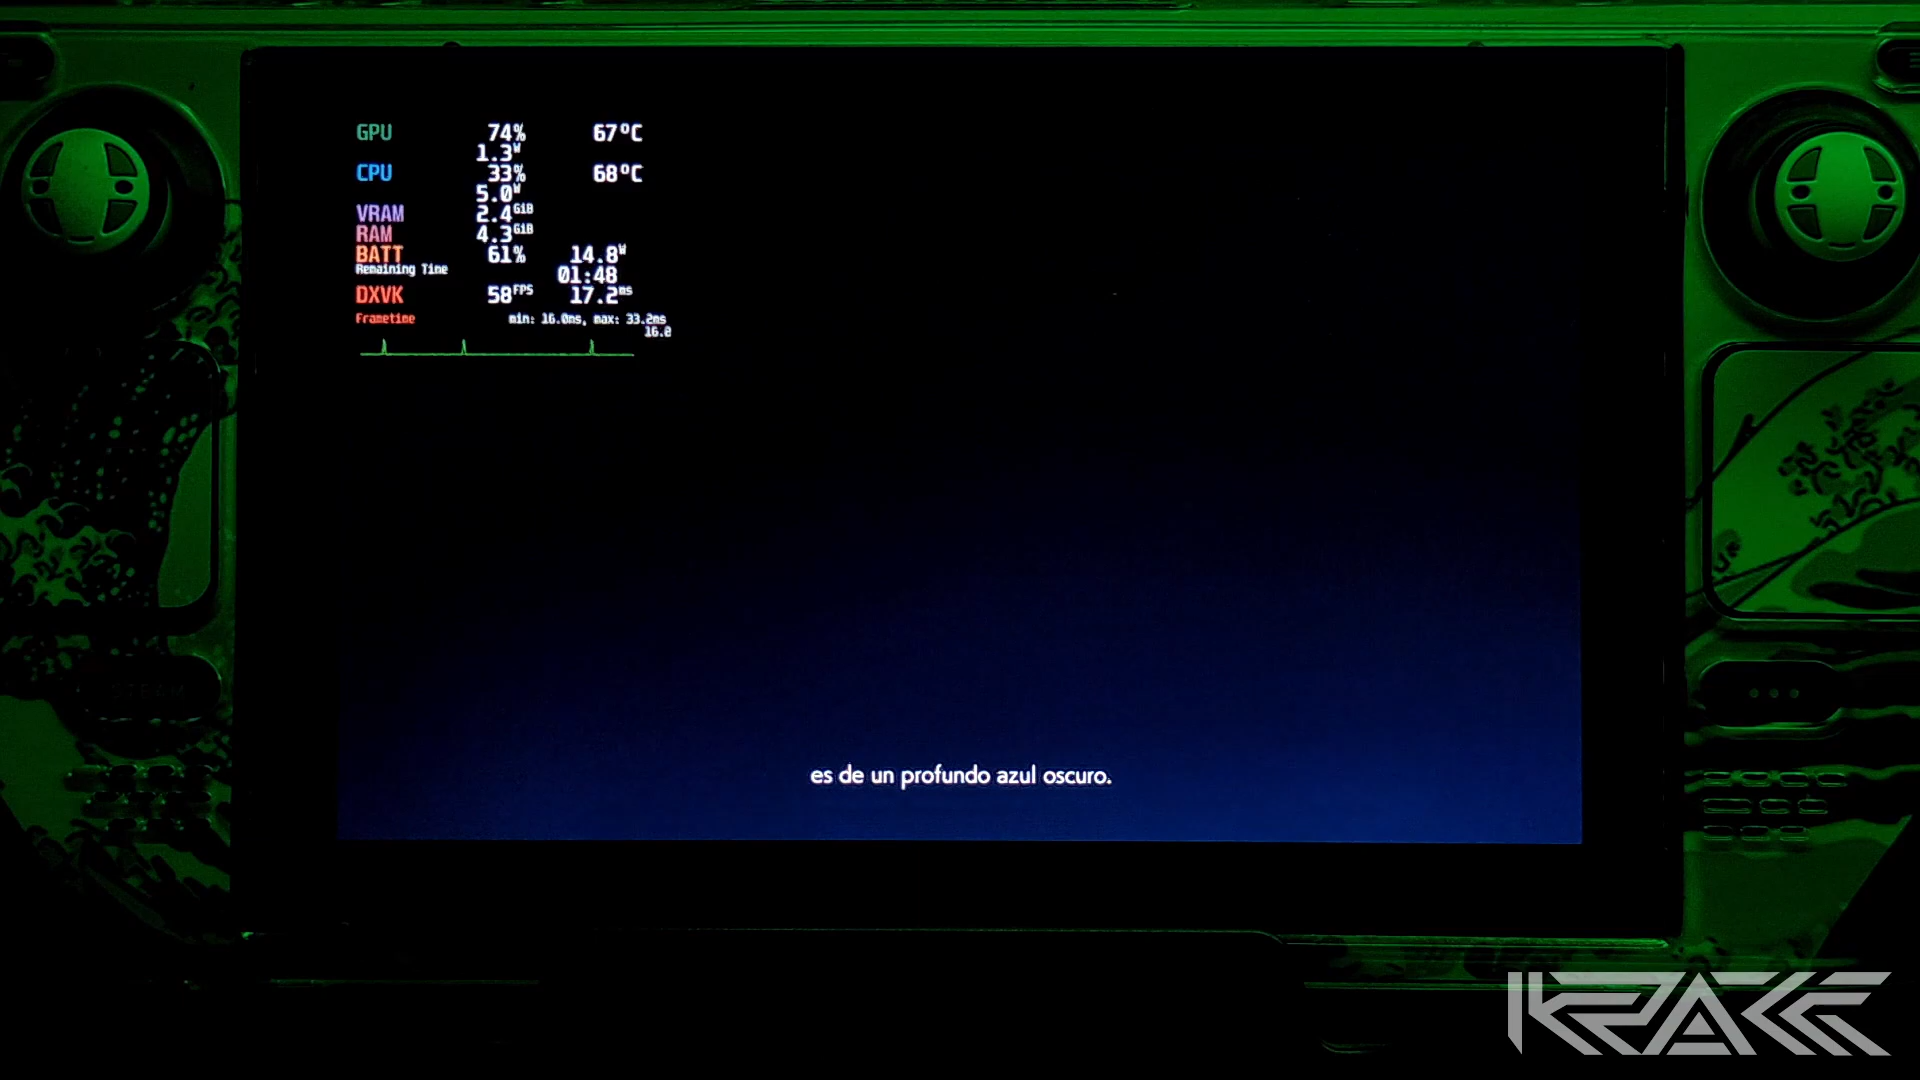 GPU 74% 67°C
1.3W
CPU 33% 68°C
5.0W
VRAM 2.4GiB
RAM 4.3GiB
BATT 61% 14.8W
Remaining Time 01:48
DXVK 58FPS 17.2ms
Frametime min: 16.0ms, max: 33.2ms
16.0
es de un profundo azul oscuro.
STEAM